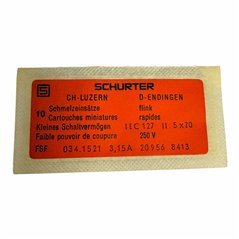 SCHURTER
CH-LUZERN D-ENDINGEN
10 Schmelzeinsätze flink
Cartouches miniatures rapides
Kleines Schaltvermögen IEC 127 II 5x20
Faible pouvoir de coupura 250 V
FSF 034.1521 3,15A 20956 8413